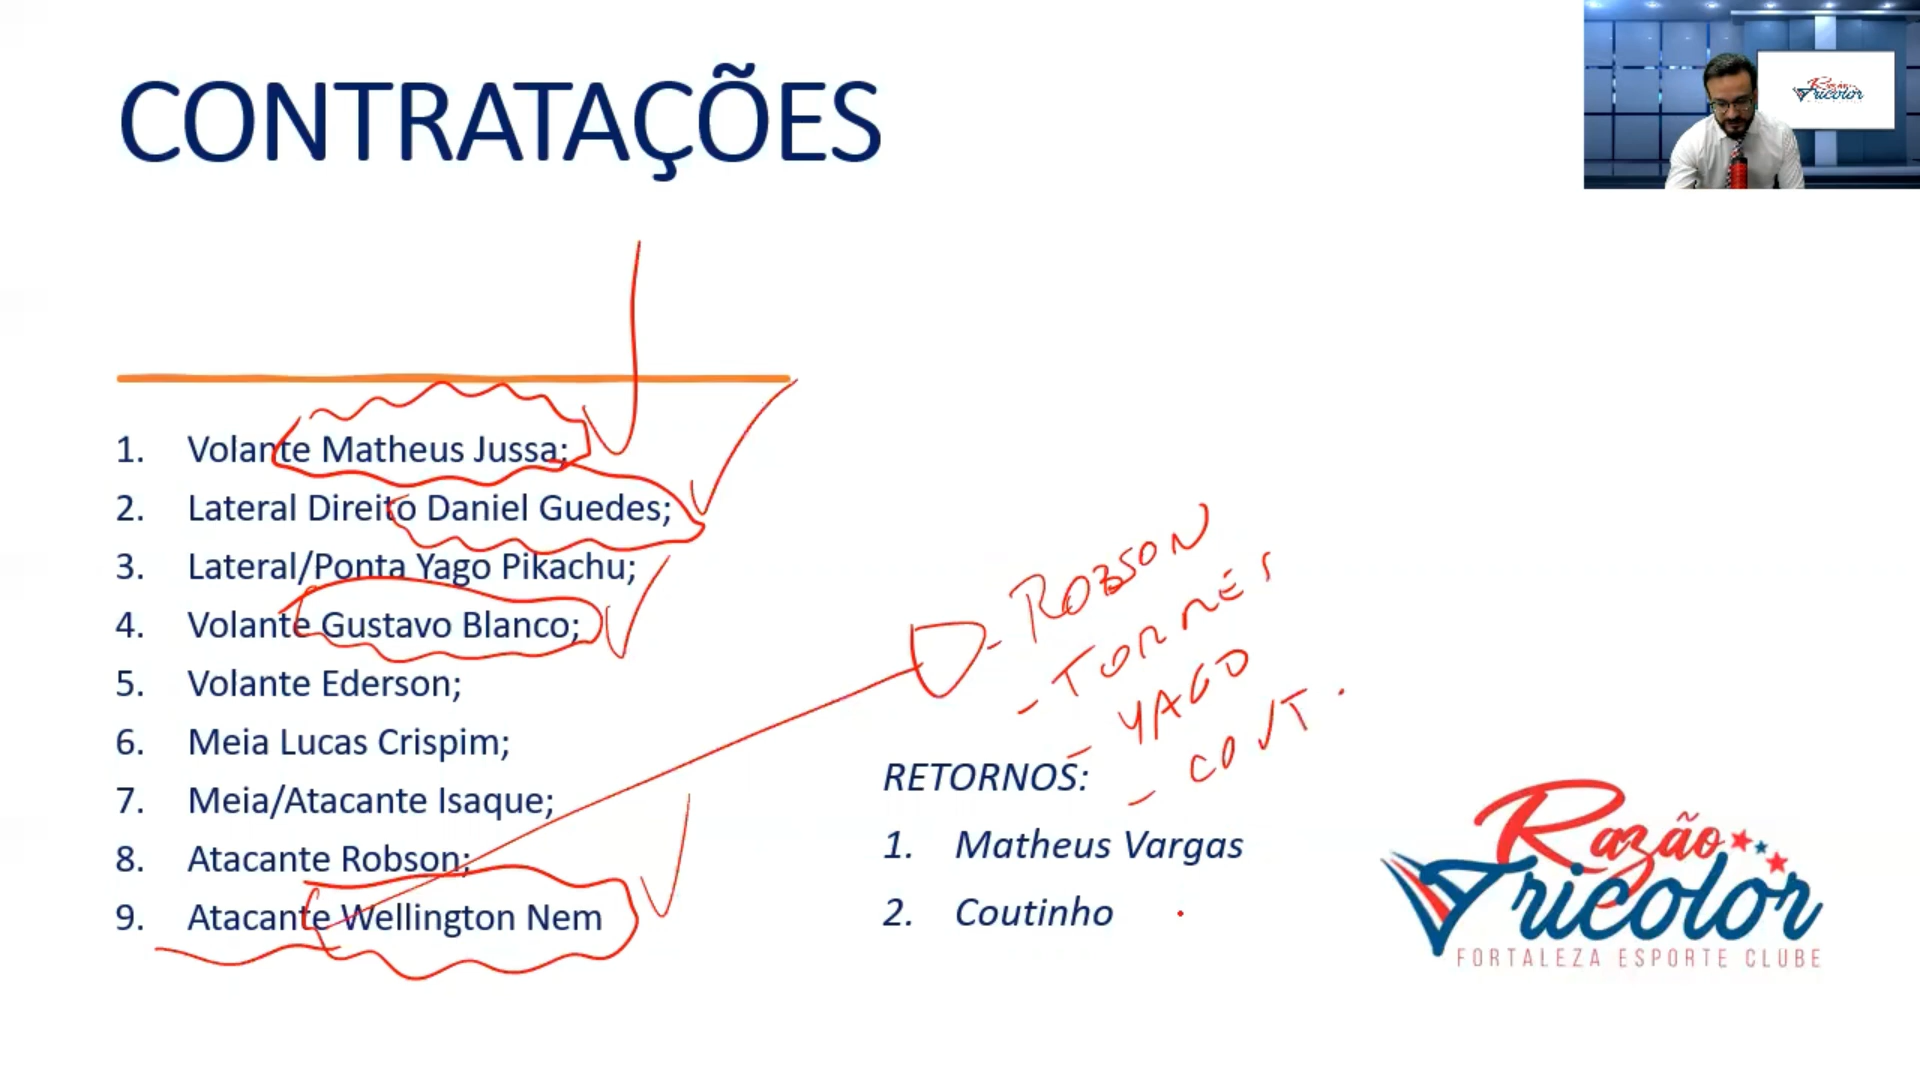 CONTRATAÇÕES
1. Volante Matheus Jussa;
2. Lateral Direito Daniel Guedes;
3. Lateral/Ponta Yago Pikachu;
4. Volante Gustavo Blanco;
5. Volante Ederson;
6. Meia Lucas Crispim;
7. Meia/Atacante Isaque;
8. Atacante Robson;
9. Atacante Wellington Nem
- ROBSON
- TORRES
- YAGO
- COUT.
RETORNOS:
1. Matheus Vargas
2. Coutinho
Razão
Tricolor
FORTALEZA ESPORTE CLUBE
Razão
Tricolor